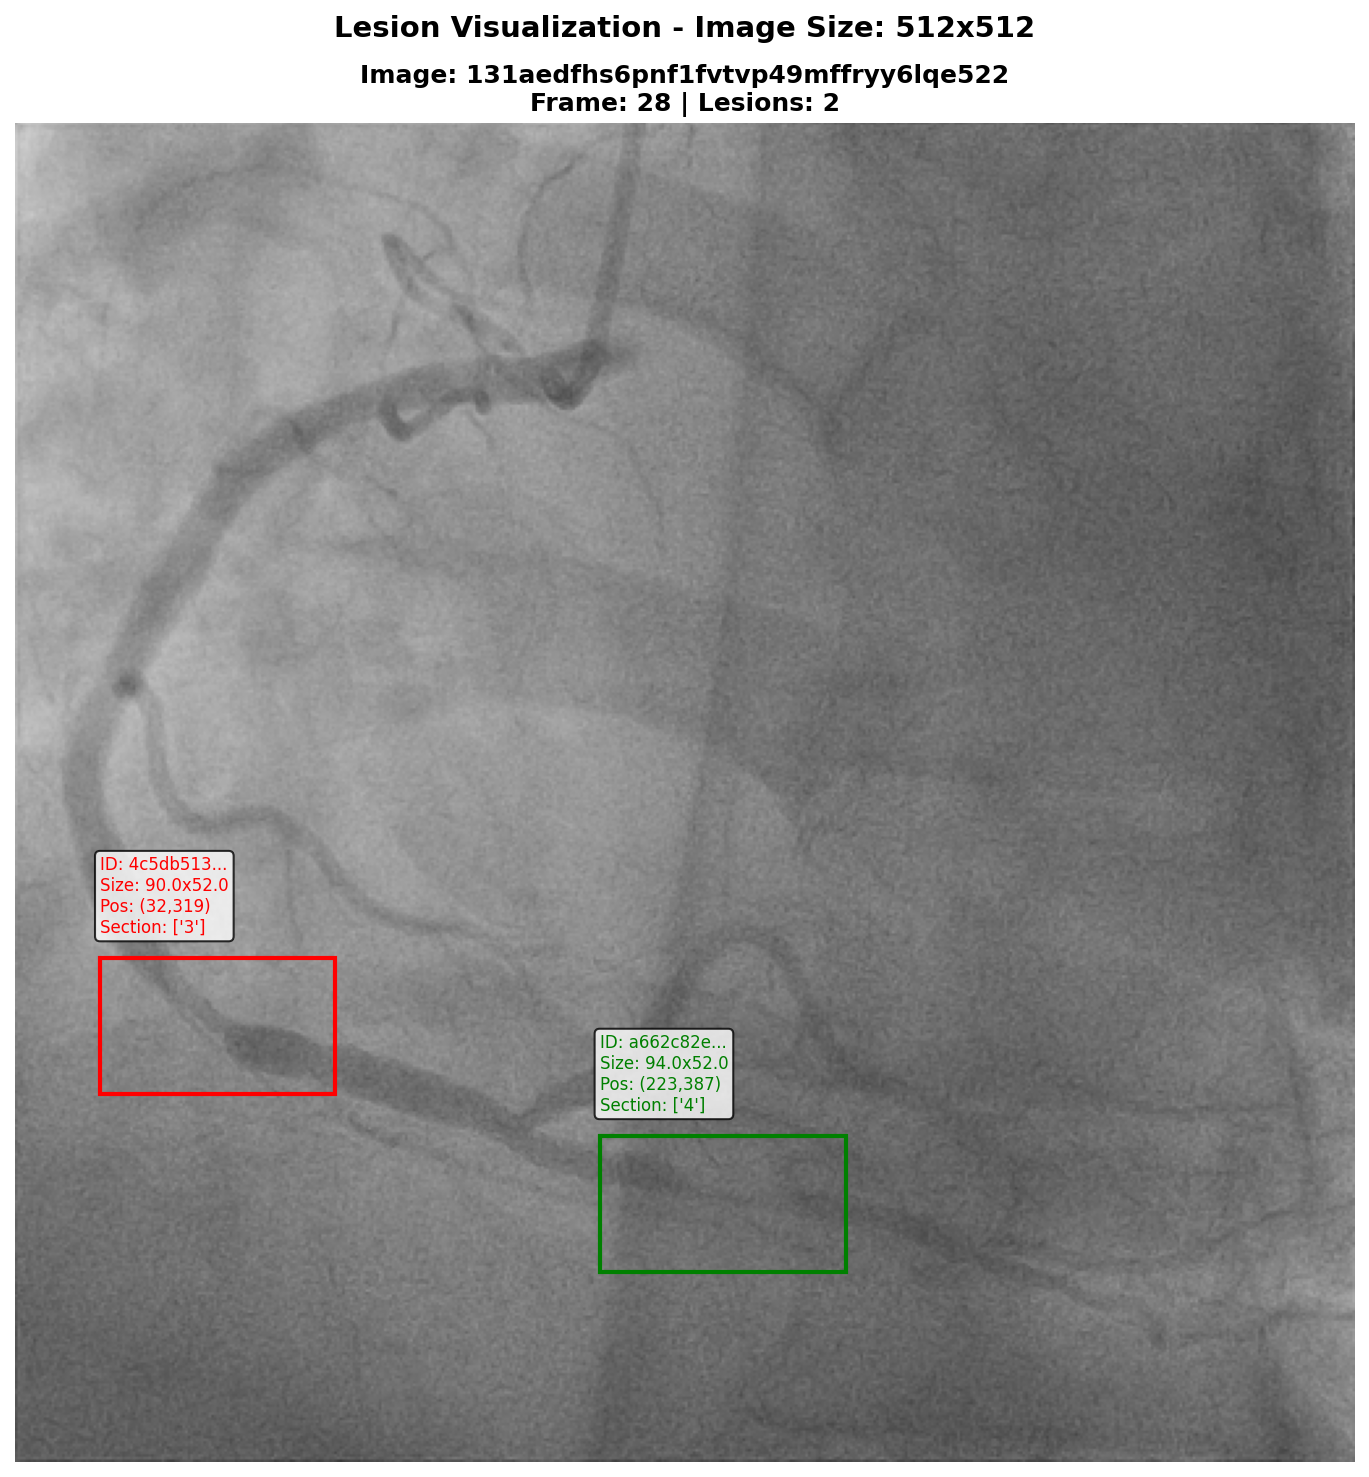 Lesion Visualization - Image Size: 512x512
Image: 131aedfhs6pnf1fvtvp49mffryy6lqe522
Frame: 28 | Lesions: 2
ID: 4c5db513...
Size: 90.0x52.0
Pos: (32,319)
Section: ['3']
ID: a662c82e...
Size: 94.0x52.0
Pos: (223,387)
Section: ['4']